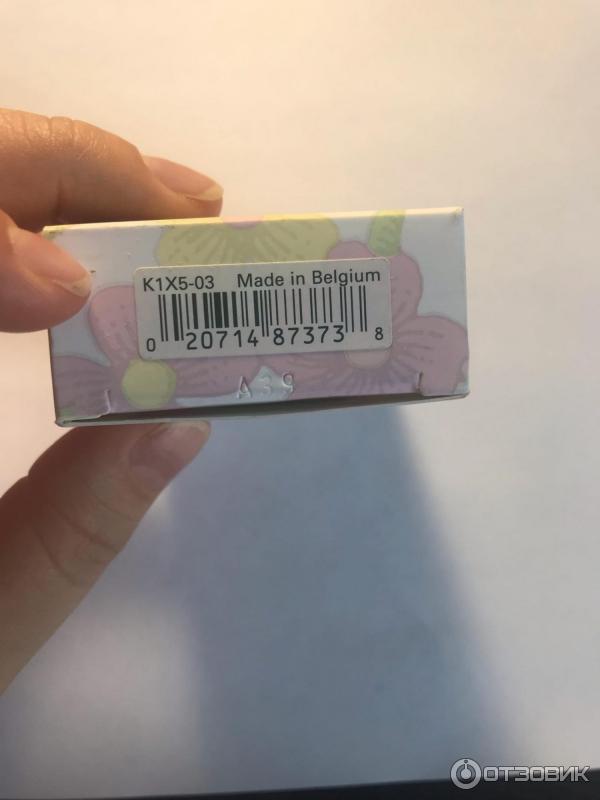 K1X5-03 Made in Belgium
0 20714 87373 8
A39
ОТЗОВИК